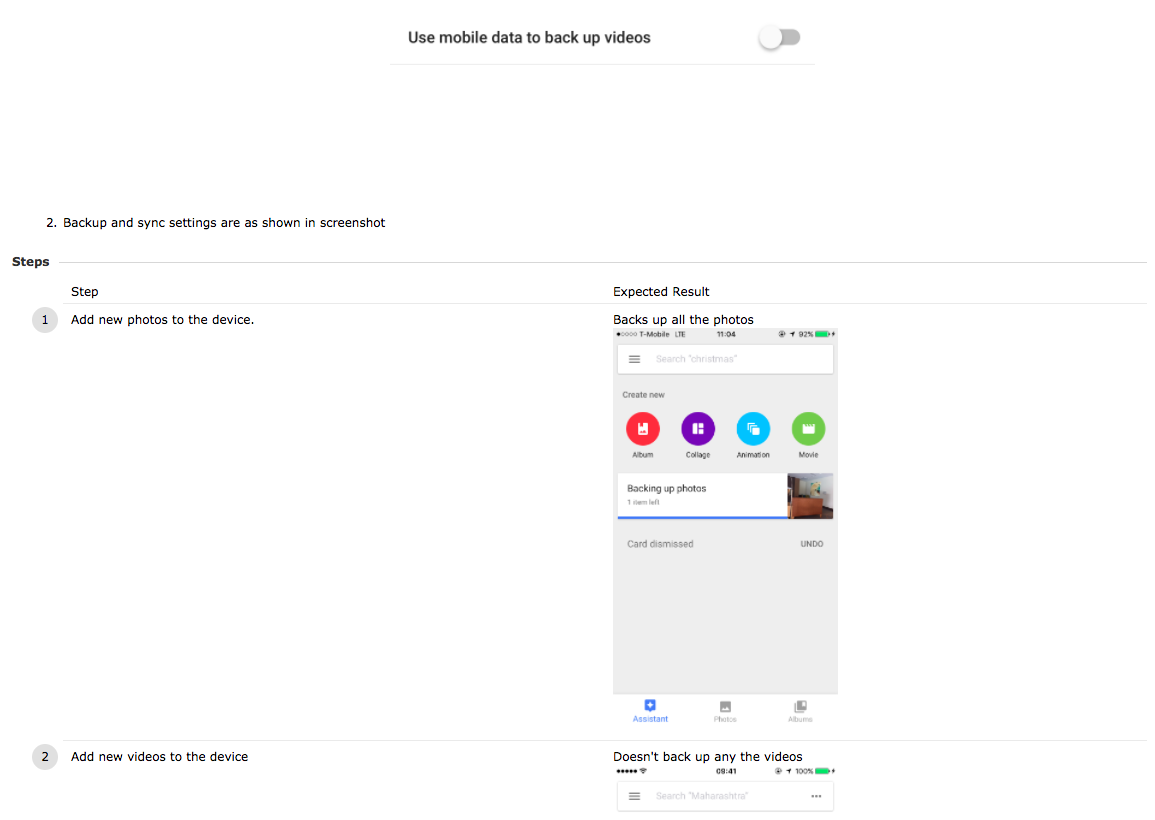 Use mobile data to back up videos
2. Backup and sync settings are as shown in screenshot
Steps
Step Expected Result
1 Add new photos to the device. Backs up all the photos
T-Mobile LTE 11:04 92%
Search "christmas"
Create new
Album Collage Animation Movie
Backing up photos
1 item left
Card dismissed UNDO
Assistant Photos Albums
2 Add new videos to the device Doesn't back up any the videos
09:41 100%
Search "Maharashtra"